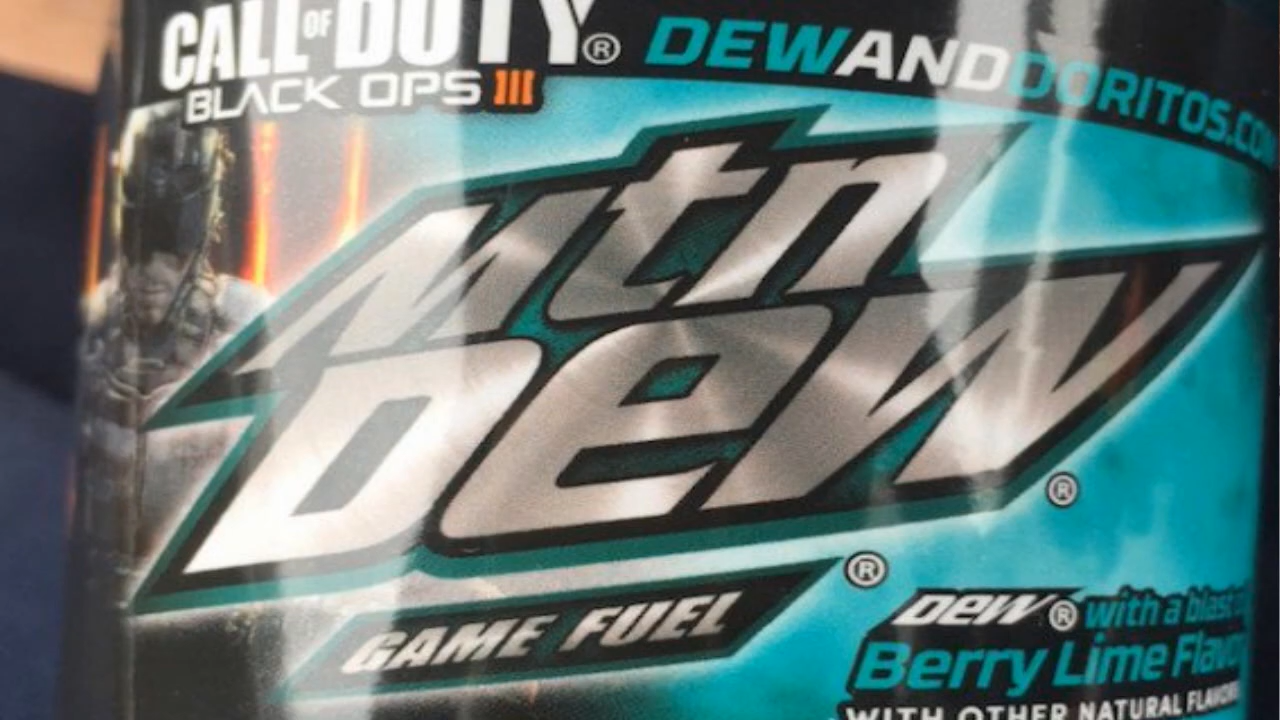 CALL OF DUTY®
BLACK OPS III
DEWANDDORITOS.CO
Mtn
Dew®
GAME FUEL®
Dew® with a blast
Berry Lime Flavo
WITH OTHER NATURAL FLAVORS